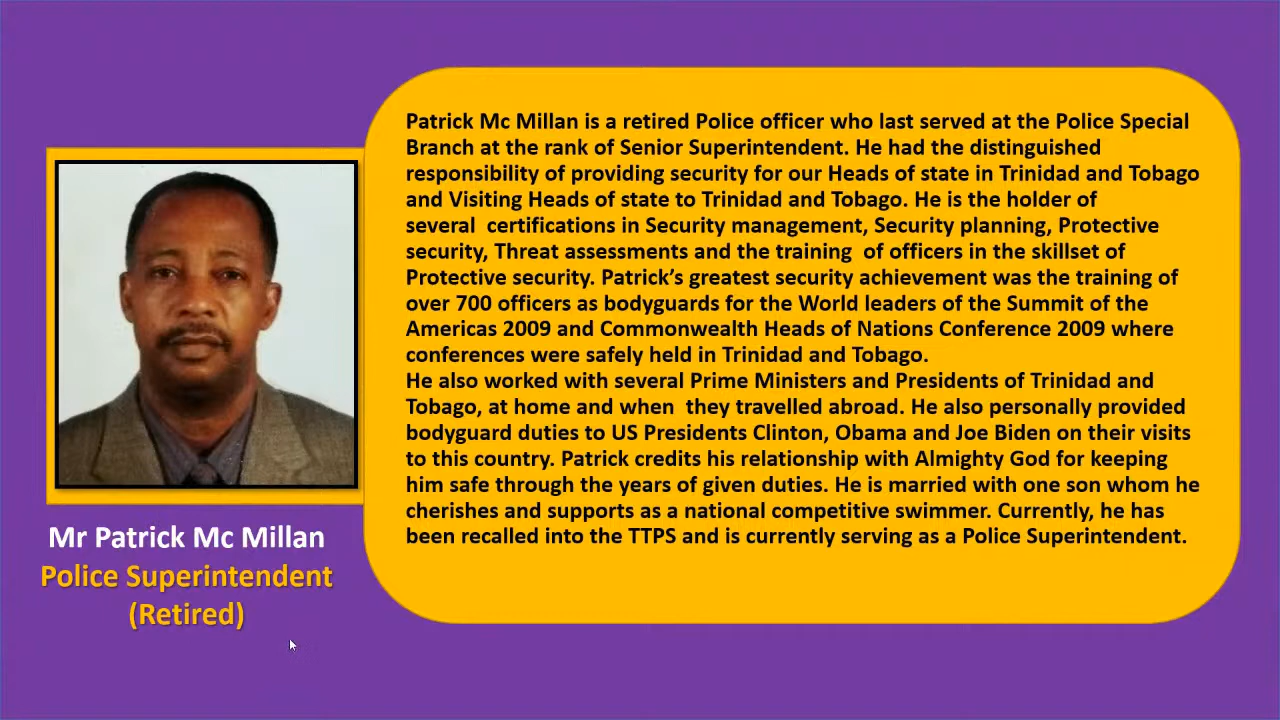 Patrick Mc Millan is a retired Police officer who last served at the Police Special
Branch at the rank of Senior Superintendent. He had the distinguished
responsibility of providing security for our Heads of state in Trinidad and Tobago
and Visiting Heads of state to Trinidad and Tobago. He is the holder of
several  certifications in Security management, Security planning, Protective
security, Threat assessments and the training  of officers in the skillset of
Protective security. Patrick’s greatest security achievement was the training of
over 700 officers as bodyguards for the World leaders of the Summit of the
Americas 2009 and Commonwealth Heads of Nations Conference 2009 where
conferences were safely held in Trinidad and Tobago.
He also worked with several Prime Ministers and Presidents of Trinidad and
Tobago, at home and when  they travelled abroad. He also personally provided
bodyguard duties to US Presidents Clinton, Obama and Joe Biden on their visits
to this country. Patrick credits his relationship with Almighty God for keeping
him safe through the years of given duties. He is married with one son whom he
cherishes and supports as a national competitive swimmer. Currently, he has
been recalled into the TTPS and is currently serving as a Police Superintendent.
Mr Patrick Mc Millan
Police Superintendent
(Retired)